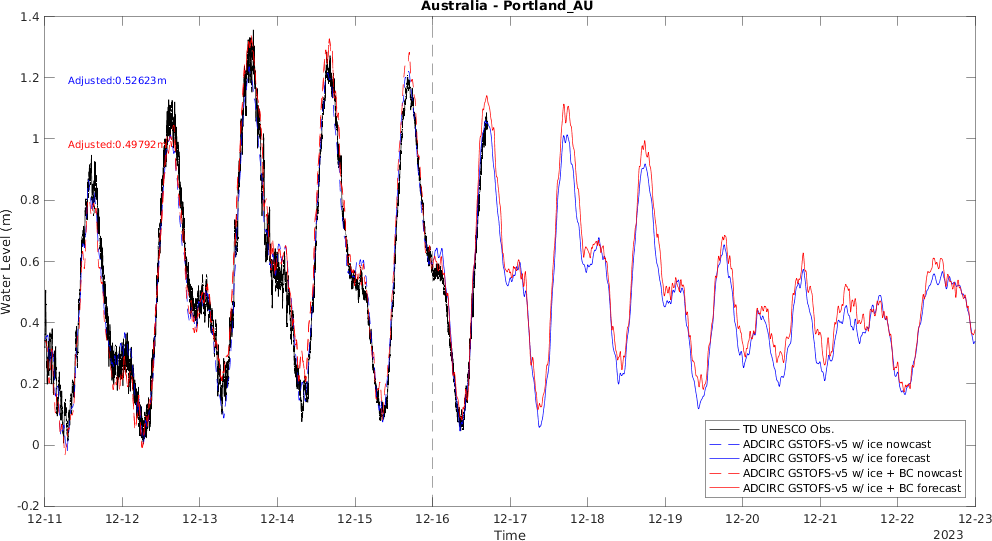 Australia - Portland_AU
1.4
1.2
1
0.8
0.6
0.4
0.2
0
-0.2
Water Level (m)
Adjusted:0.52623m
Adjusted:0.49792m
TD UNESCO Obs.
ADCIRC GSTOFS-v5 w/ ice nowcast
ADCIRC GSTOFS-v5 w/ ice forecast
ADCIRC GSTOFS-v5 w/ ice + BC nowcast
ADCIRC GSTOFS-v5 w/ ice + BC forecast
12-11 12-12 12-13 12-14 12-15 12-16 12-17 12-18 12-19 12-20 12-21 12-22 12-23
Time
2023